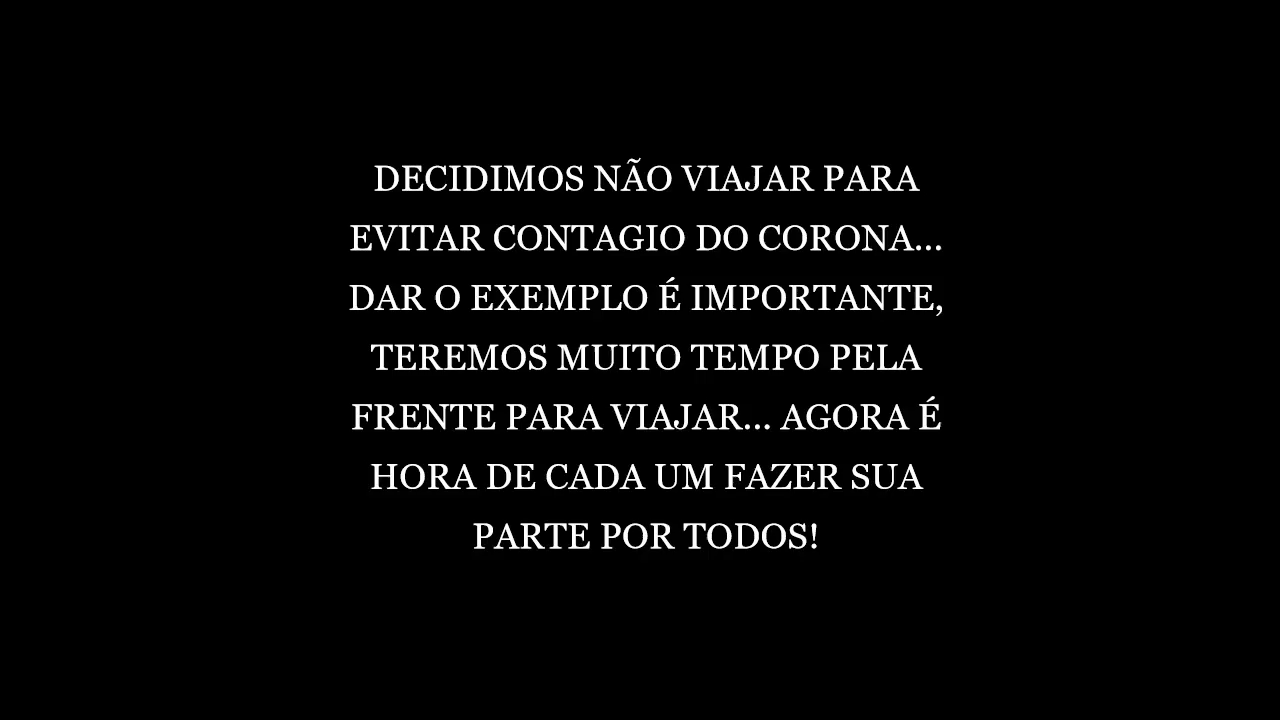 DECIDIMOS NÃO VIAJAR PARA
EVITAR CONTAGIO DO CORONA...
DAR O EXEMPLO É IMPORTANTE,
TEREMOS MUITO TEMPO PELA
FRENTE PARA VIAJAR... AGORA É
HORA DE CADA UM FAZER SUA
PARTE POR TODOS!